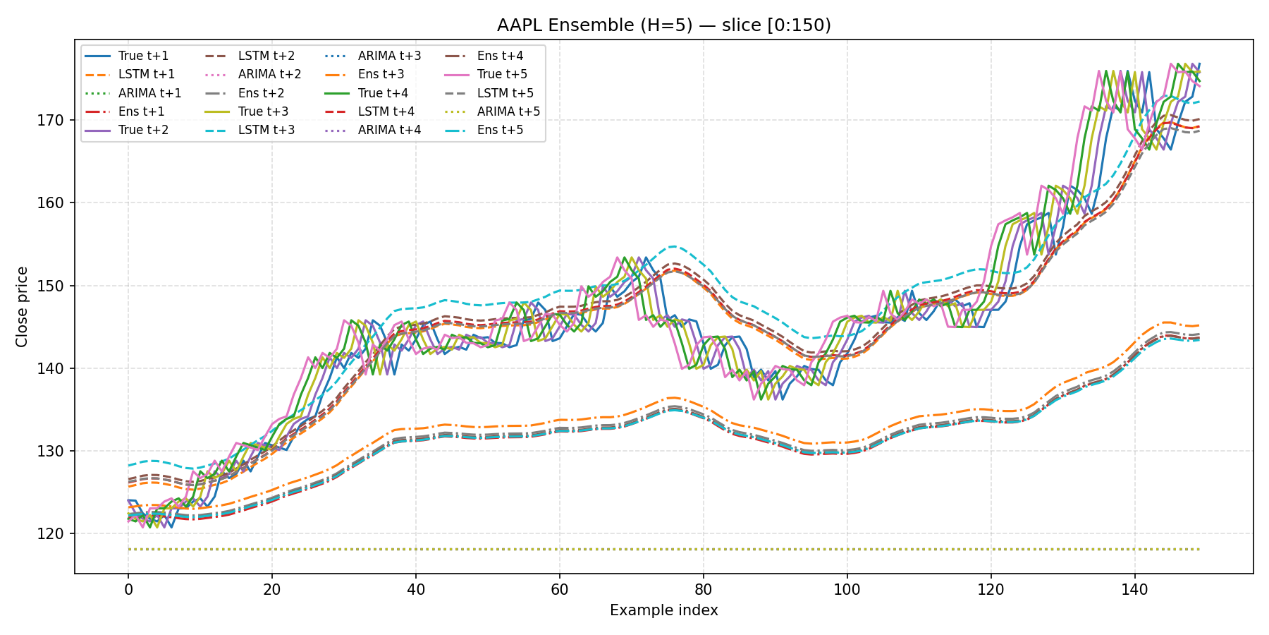 AAPL Ensemble (H=5) — slice [0:150)
True t+1
LSTM t+1
ARIMA t+1
Ens t+1
True t+2
LSTM t+2
ARIMA t+2
Ens t+2
True t+3
LSTM t+3
ARIMA t+3
Ens t+3
True t+4
LSTM t+4
ARIMA t+4
Ens t+4
True t+5
LSTM t+5
ARIMA t+5
Ens t+5
Close price
170
160
150
140
130
120
0 20 40 60 80 100 120 140
Example index